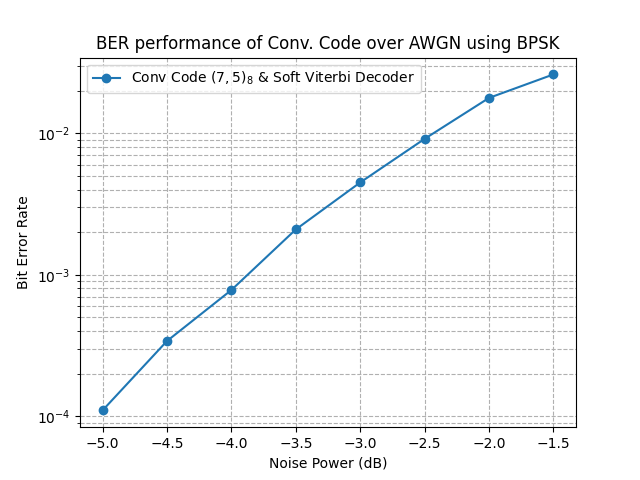 BER performance of Conv. Code over AWGN using BPSK
Conv Code (7, 5)₈ & Soft Viterbi Decoder
10⁻²
10⁻³
10⁻⁴
Bit Error Rate
−5.0 −4.5 −4.0 −3.5 −3.0 −2.5 −2.0 −1.5
Noise Power (dB)